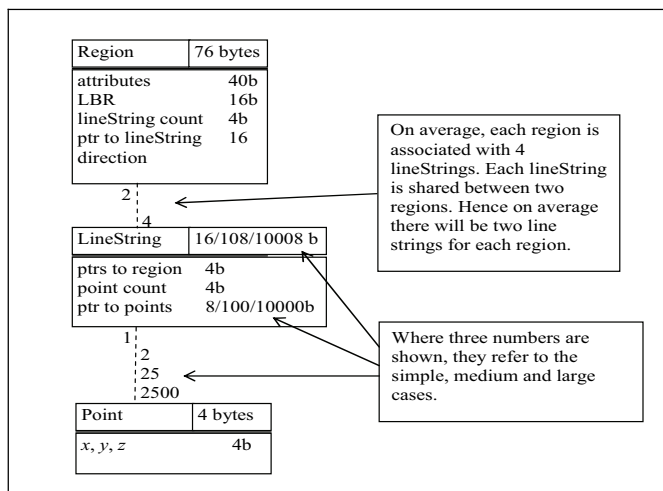 Region 76 bytes
attributes 40b
LBR 16b
lineString count 4b
ptr to lineString 16
direction
2
4
On average, each region is
associated with 4
lineStrings. Each lineString
is shared between two
regions. Hence on average
there will be two line
strings for each region.
LineString 16/108/10008 b
ptrs to region 4b
point count 4b
ptr to points 8/100/10000b
1
2
25
2500
Where three numbers are
shown, they refer to the
simple, medium and large
cases.
Point 4 bytes
x, y, z 4b